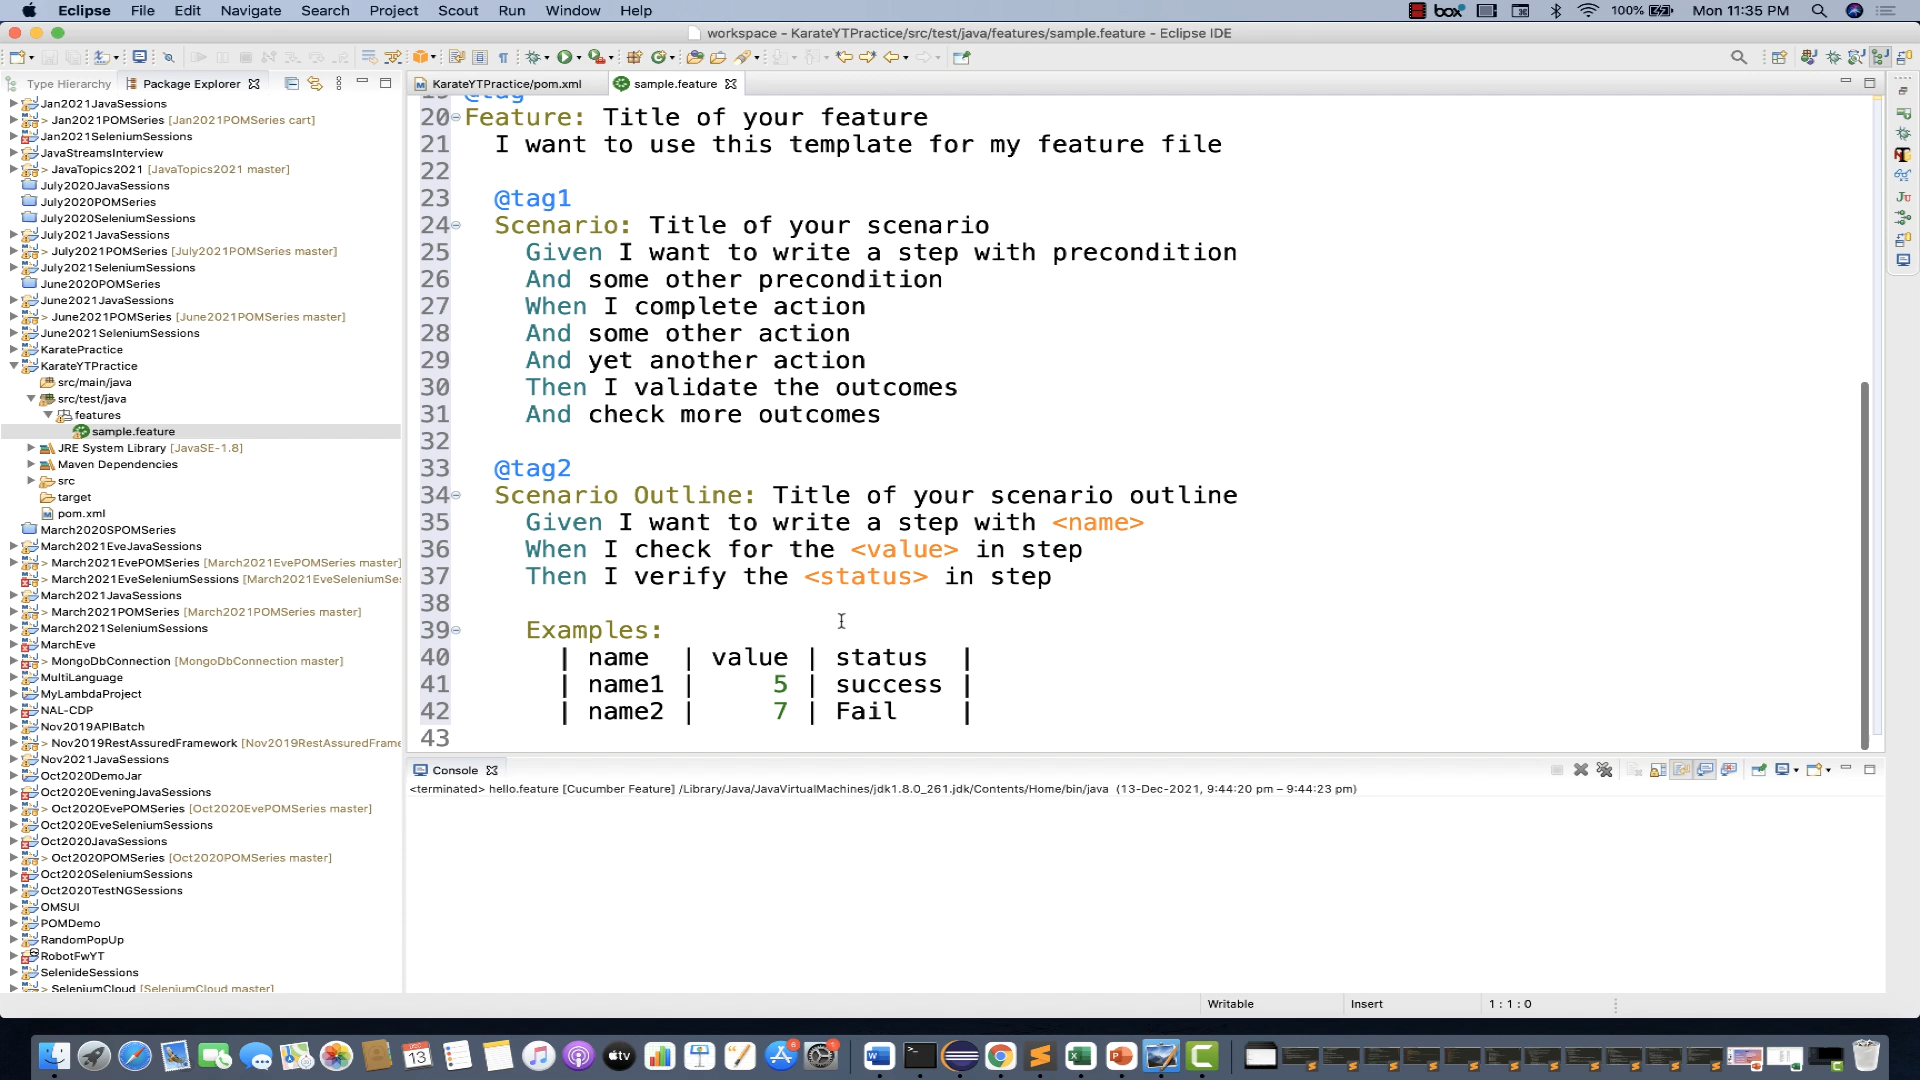 Eclipse File Edit Navigate Search Project Scout Run Window Help
box 100% Mon 11:35 PM
workspace - KarateYTPractice/src/test/java/features/sample.feature - Eclipse IDE
Type Hierarchy Package Explorer
KarateYTPractice/pom.xml sample.feature
Jan2021JavaSessions
> Jan2021POMSeries [Jan2021POMSeries cart]
Jan2021SeleniumSessions
JavaStreamsInterview
> JavaTopics2021 [JavaTopics2021 master]
July2020JavaSessions
July2020POMSeries
July2020SeleniumSessions
July2021JavaSessions
> July2021POMSeries [July2021POMSeries master]
July2021SeleniumSessions
June2020POMSeries
June2021JavaSessions
> June2021POMSeries [June2021POMSeries master]
June2021SeleniumSessions
KaratePractice
KarateYTPractice
src/main/java
src/test/java
features
sample.feature
JRE System Library [JavaSE-1.8]
Maven Dependencies
src
target
pom.xml
March2020SPOMSeries
March2021EveJavaSessions
> March2021EvePOMSeries [March2021EvePOMSeries master]
> March2021EveSeleniumSessions [March2021EveSeleniumSes
March2021JavaSessions
> March2021POMSeries [March2021POMSeries master]
March2021SeleniumSessions
MarchEve
> MongoDbConnection [MongoDbConnection master]
MultiLanguage
MyLambdaProject
NAL-CDP
Nov2019APIBatch
> Nov2019RestAssuredFramework [Nov2019RestAssuredFrame
Nov2021JavaSessions
Oct2020DemoJar
Oct2020EveningJavaSessions
> Oct2020EvePOMSeries [Oct2020EvePOMSeries master]
Oct2020EveSeleniumSessions
Oct2020JavaSessions
> Oct2020POMSeries [Oct2020POMSeries master]
Oct2020SeleniumSessions
Oct2020TestNGSessions
OMSUI
POMDemo
RandomPopUp
RobotFwYT
SelenideSessions
> SeleniumCloud [SeleniumCloud master]
19 @tag
20 Feature: Title of your feature
21 I want to use this template for my feature file
22
23 @tag1
24 Scenario: Title of your scenario
25 Given I want to write a step with precondition
26 And some other precondition
27 When I complete action
28 And some other action
29 And yet another action
30 Then I validate the outcomes
31 And check more outcomes
32
33 @tag2
34 Scenario Outline: Title of your scenario outline
35 Given I want to write a step with <name>
36 When I check for the <value> in step
37 Then I verify the <status> in step
38
39 Examples:
40 | name | value | status |
41 | name1 | 5 | success |
42 | name2 | 7 | Fail |
43
Console
<terminated> hello.feature [Cucumber Feature] /Library/Java/JavaVirtualMachines/jdk1.8.0_261.jdk/Contents/Home/bin/java (13-Dec-2021, 9:44:20 pm – 9:44:23 pm)
Writable Insert 1 : 1 : 0